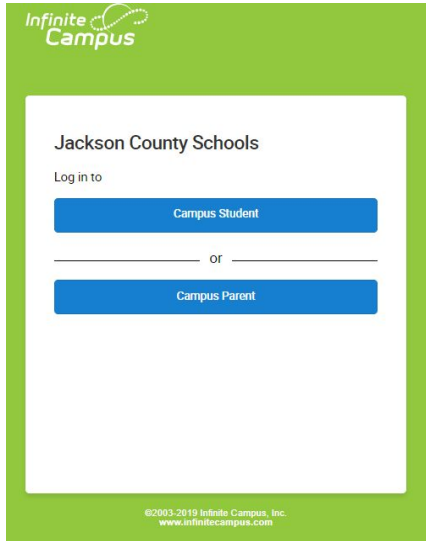 Infinite
Campus
Jackson County Schools
Log in to
Campus Student
or
Campus Parent
©2003-2019 Infinite Campus, Inc.
www.infinitecampus.com